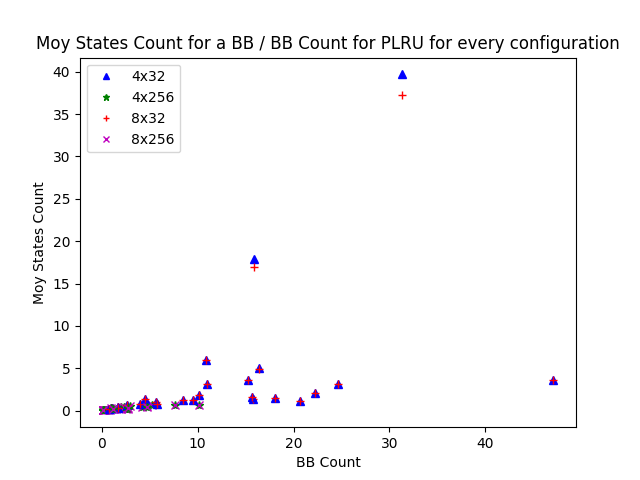 Moy States Count for a BB / BB Count for PLRU for every configuration
4x32
4x256
8x32
8x256
Moy States Count
40
35
30
25
20
15
10
5
0
0 10 20 30 40
BB Count